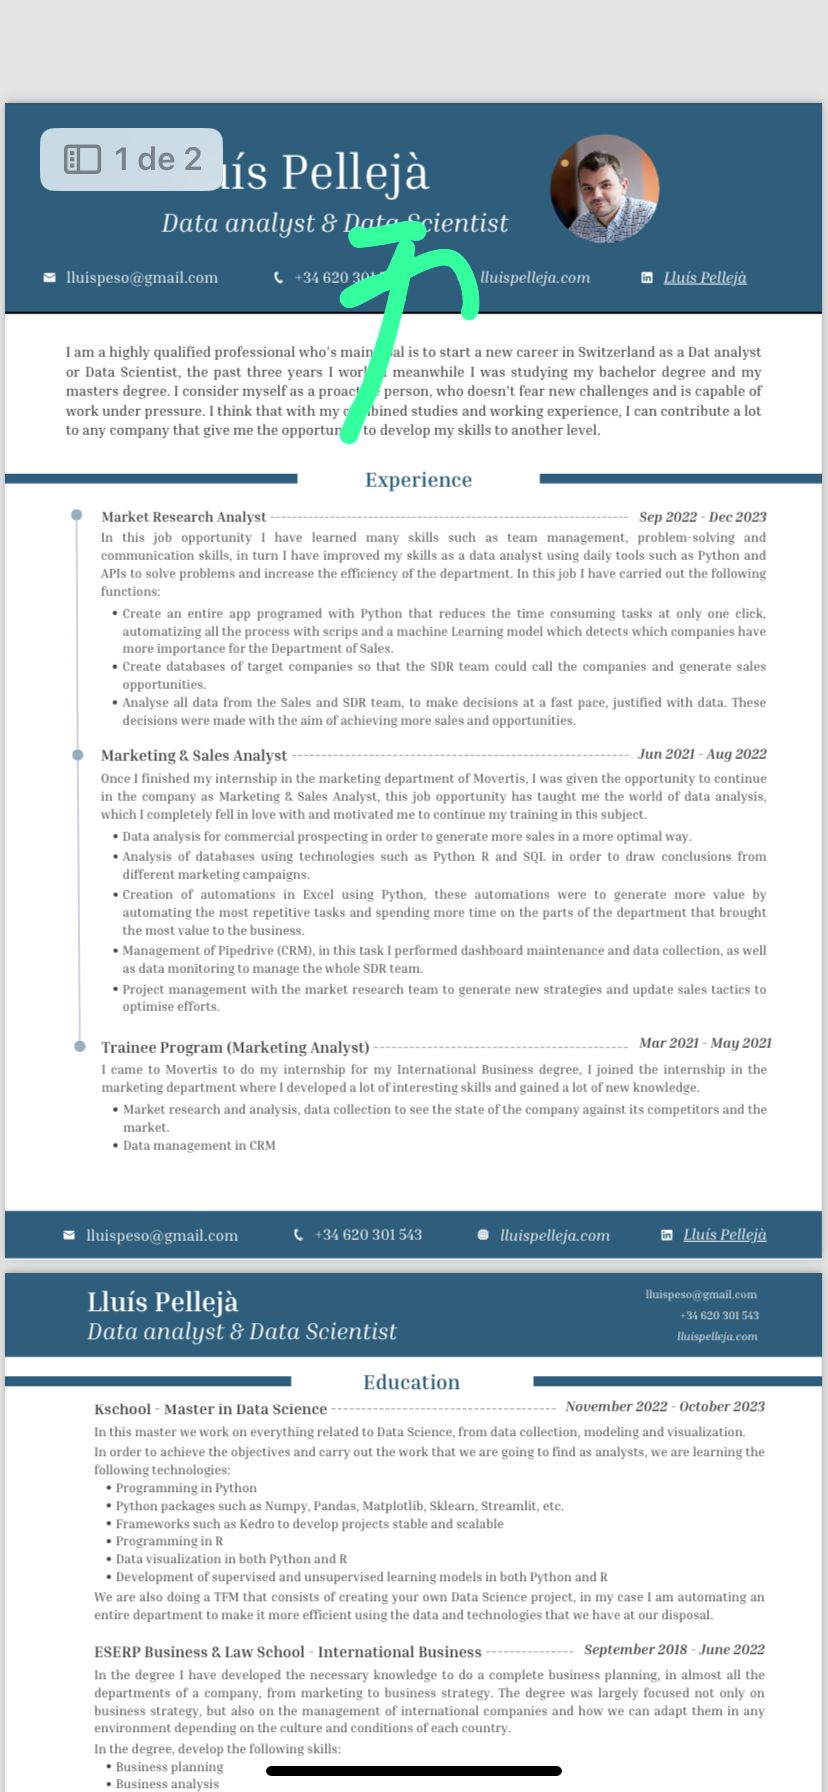 1 de 2
Pellejà
Data analyst & Data Scientist
lluispeso@gmail.com
+34 620 301
lluispelleja.com
Lluís Pellejà
I am a highly qualified professional who's main is to start a new career in Switzerland as a Dat analyst
or Data Scientist, the past three years I meanwhile I was studying my bachelor degree and my
masters degree. I consider myself as a person, who doesn't fear new challenges and is capable of
work under pressure. I think that with my studies and working experience, I can contribute a lot
to any company that give me the to develop my skills to another level.
Experience
Market Research Analyst
Sep 2022 - Dec 2023
In this job opportunity I have learned many skills such as team management, problem-solving and
communication skills, in turn I have improved my skills as a data analyst using daily tools such as Python and
APIs to solve problems and increase the efficiency of the department. In this job I have carried out the following
functions:
• Create an entire app programed with Python that reduces the time consuming tasks at only one click,
automatizing all the process with scrips and a machine Learning model which detects which companies have
more importance for the Department of Sales.
• Create databases of target companies so that the SDR team could call the companies and generate sales
opportunities.
• Analyse all data from the Sales and SDR team, to make decisions at a fast pace, justified with data. These
decisions were made with the aim of achieving more sales and opportunities.
Marketing & Sales Analyst
Jun 2021 - Aug 2022
Once I finished my internship in the marketing department of Movertis, I was given the opportunity to continue
in the company as Marketing & Sales Analyst, this job opportunity has taught me the world of data analysis,
which I completely fell in love with and motivated me to continue my training in this subject.
• Data analysis for commercial prospecting in order to generate more sales in a more optimal way.
• Analysis of databases using technologies such as Python R and SQL in order to draw conclusions from
different marketing campaigns.
• Creation of automations in Excel using Python, these automations were to generate more value by
automating the most repetitive tasks and spending more time on the parts of the department that brought
the most value to the business.
• Management of Pipedrive (CRM), in this task I performed dashboard maintenance and data collection, as well
as data monitoring to manage the whole SDR team.
• Project management with the market research team to generate new strategies and update sales tactics to
optimise efforts.
Trainee Program (Marketing Analyst)
Mar 2021 - May 2021
I came to Movertis to do my internship for my International Business degree, I joined the internship in the
marketing department where I developed a lot of interesting skills and gained a lot of new knowledge.
• Market research and analysis, data collection to see the state of the company against its competitors and the
market.
• Data management in CRM
lluispeso@gmail.com
+34 620 301 543
lluispelleja.com
Lluís Pellejà
Lluís Pellejà
Data analyst & Data Scientist
lluispeso@gmail.com
+34 620 301 543
lluispelleja.com
Education
Kschool - Master in Data Science
November 2022 - October 2023
In this master we work on everything related to Data Science, from data collection, modeling and visualization.
In order to achieve the objectives and carry out the work that we are going to find as analysts, we are learning the
following technologies:
• Programming in Python
• Python packages such as Numpy, Pandas, Matplotlib, Sklearn, Streamlit, etc.
• Frameworks such as Kedro to develop projects stable and scalable
• Programming in R
• Data visualization in both Python and R
• Development of supervised and unsupervised learning models in both Python and R
We are also doing a TFM that consists of creating your own Data Science project, in my case I am automating an
entire department to make it more efficient using the data and technologies that we have at our disposal.
ESERP Business & Law School - International Business
September 2018 - June 2022
In the degree I have developed the necessary knowledge to do a complete business planning, in almost all the
departments of a company, from marketing to business strategy. The degree was largely focused not only on
business strategy, but also on the management of international companies and how we can adapt them in any
environment depending on the culture and conditions of each country.
In the degree, develop the following skills:
• Business planning
• Business analysis